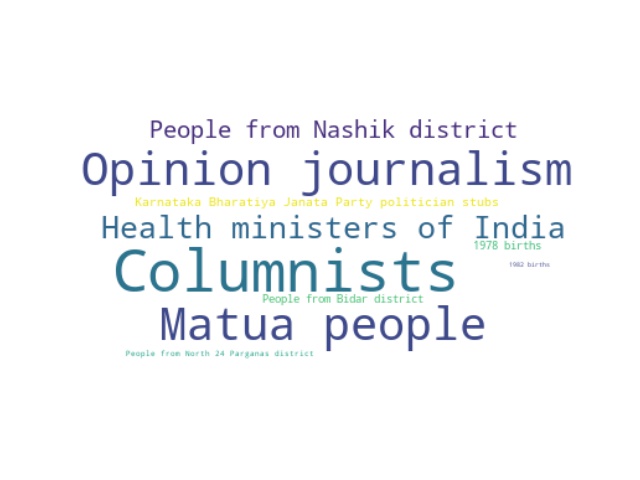 People from Nashik district
Opinion journalism
Karnataka Bharatiya Janata Party politician stubs
Health ministers of India
1978 births
Columnists
1982 births
People from Bidar district
Matua people
People from North 24 Parganas district